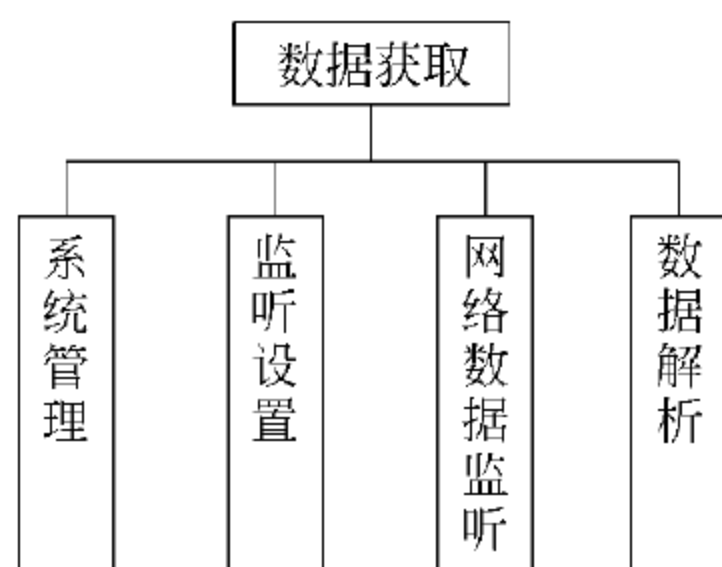 数据获取
系统管理
监听设置
网络数据监听
数据解析